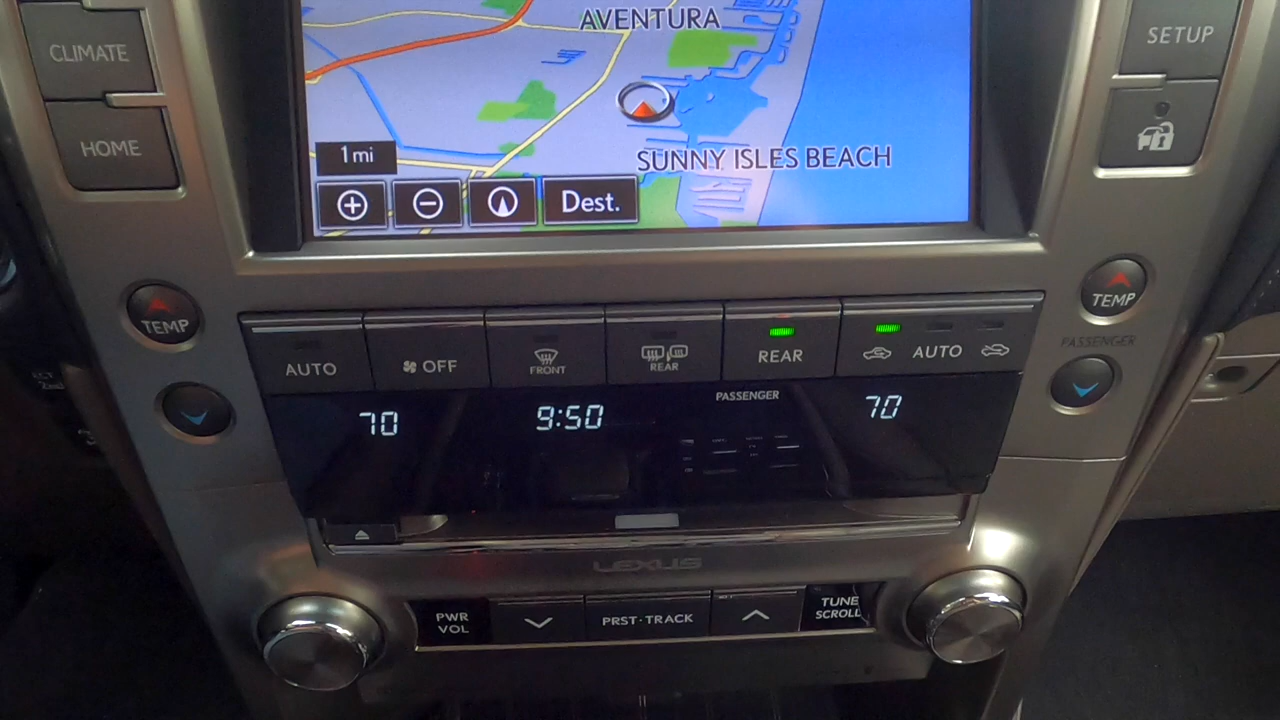 CLIMATE
AVENTURA
SETUP
HOME
1mi
SUNNY ISLES BEACH
Dest.
TEMP
TEMP
PASSENGER
AUTO
OFF
FRONT
REAR
REAR
AUTO
PASSENGER
70
9:50
70
LEXUS
PWR
VOL
PRST·TRACK
TUNE
SCROLL